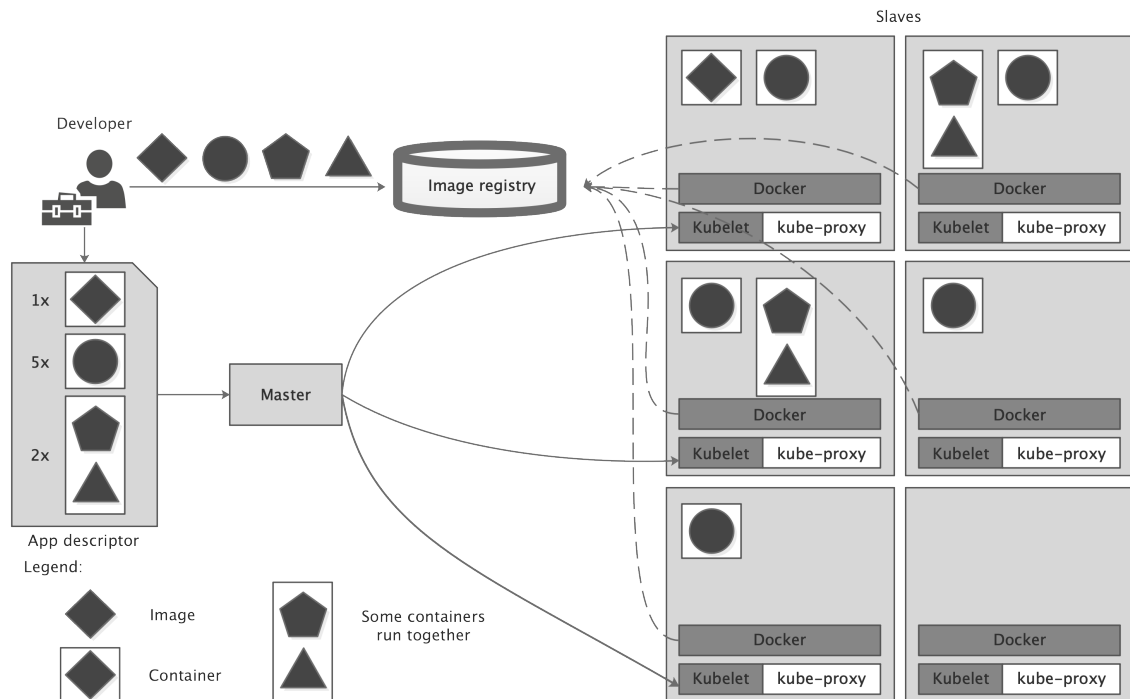 Slaves
Developer
Image registry
Docker
Kubelet
kube-proxy
Docker
Kubelet
kube-proxy
1x
5x
2x
App descriptor
Master
Docker
Kubelet
kube-proxy
Docker
Kubelet
kube-proxy
Docker
Kubelet
kube-proxy
Docker
Kubelet
kube-proxy
Legend:
Image
Container
Some containers
run together